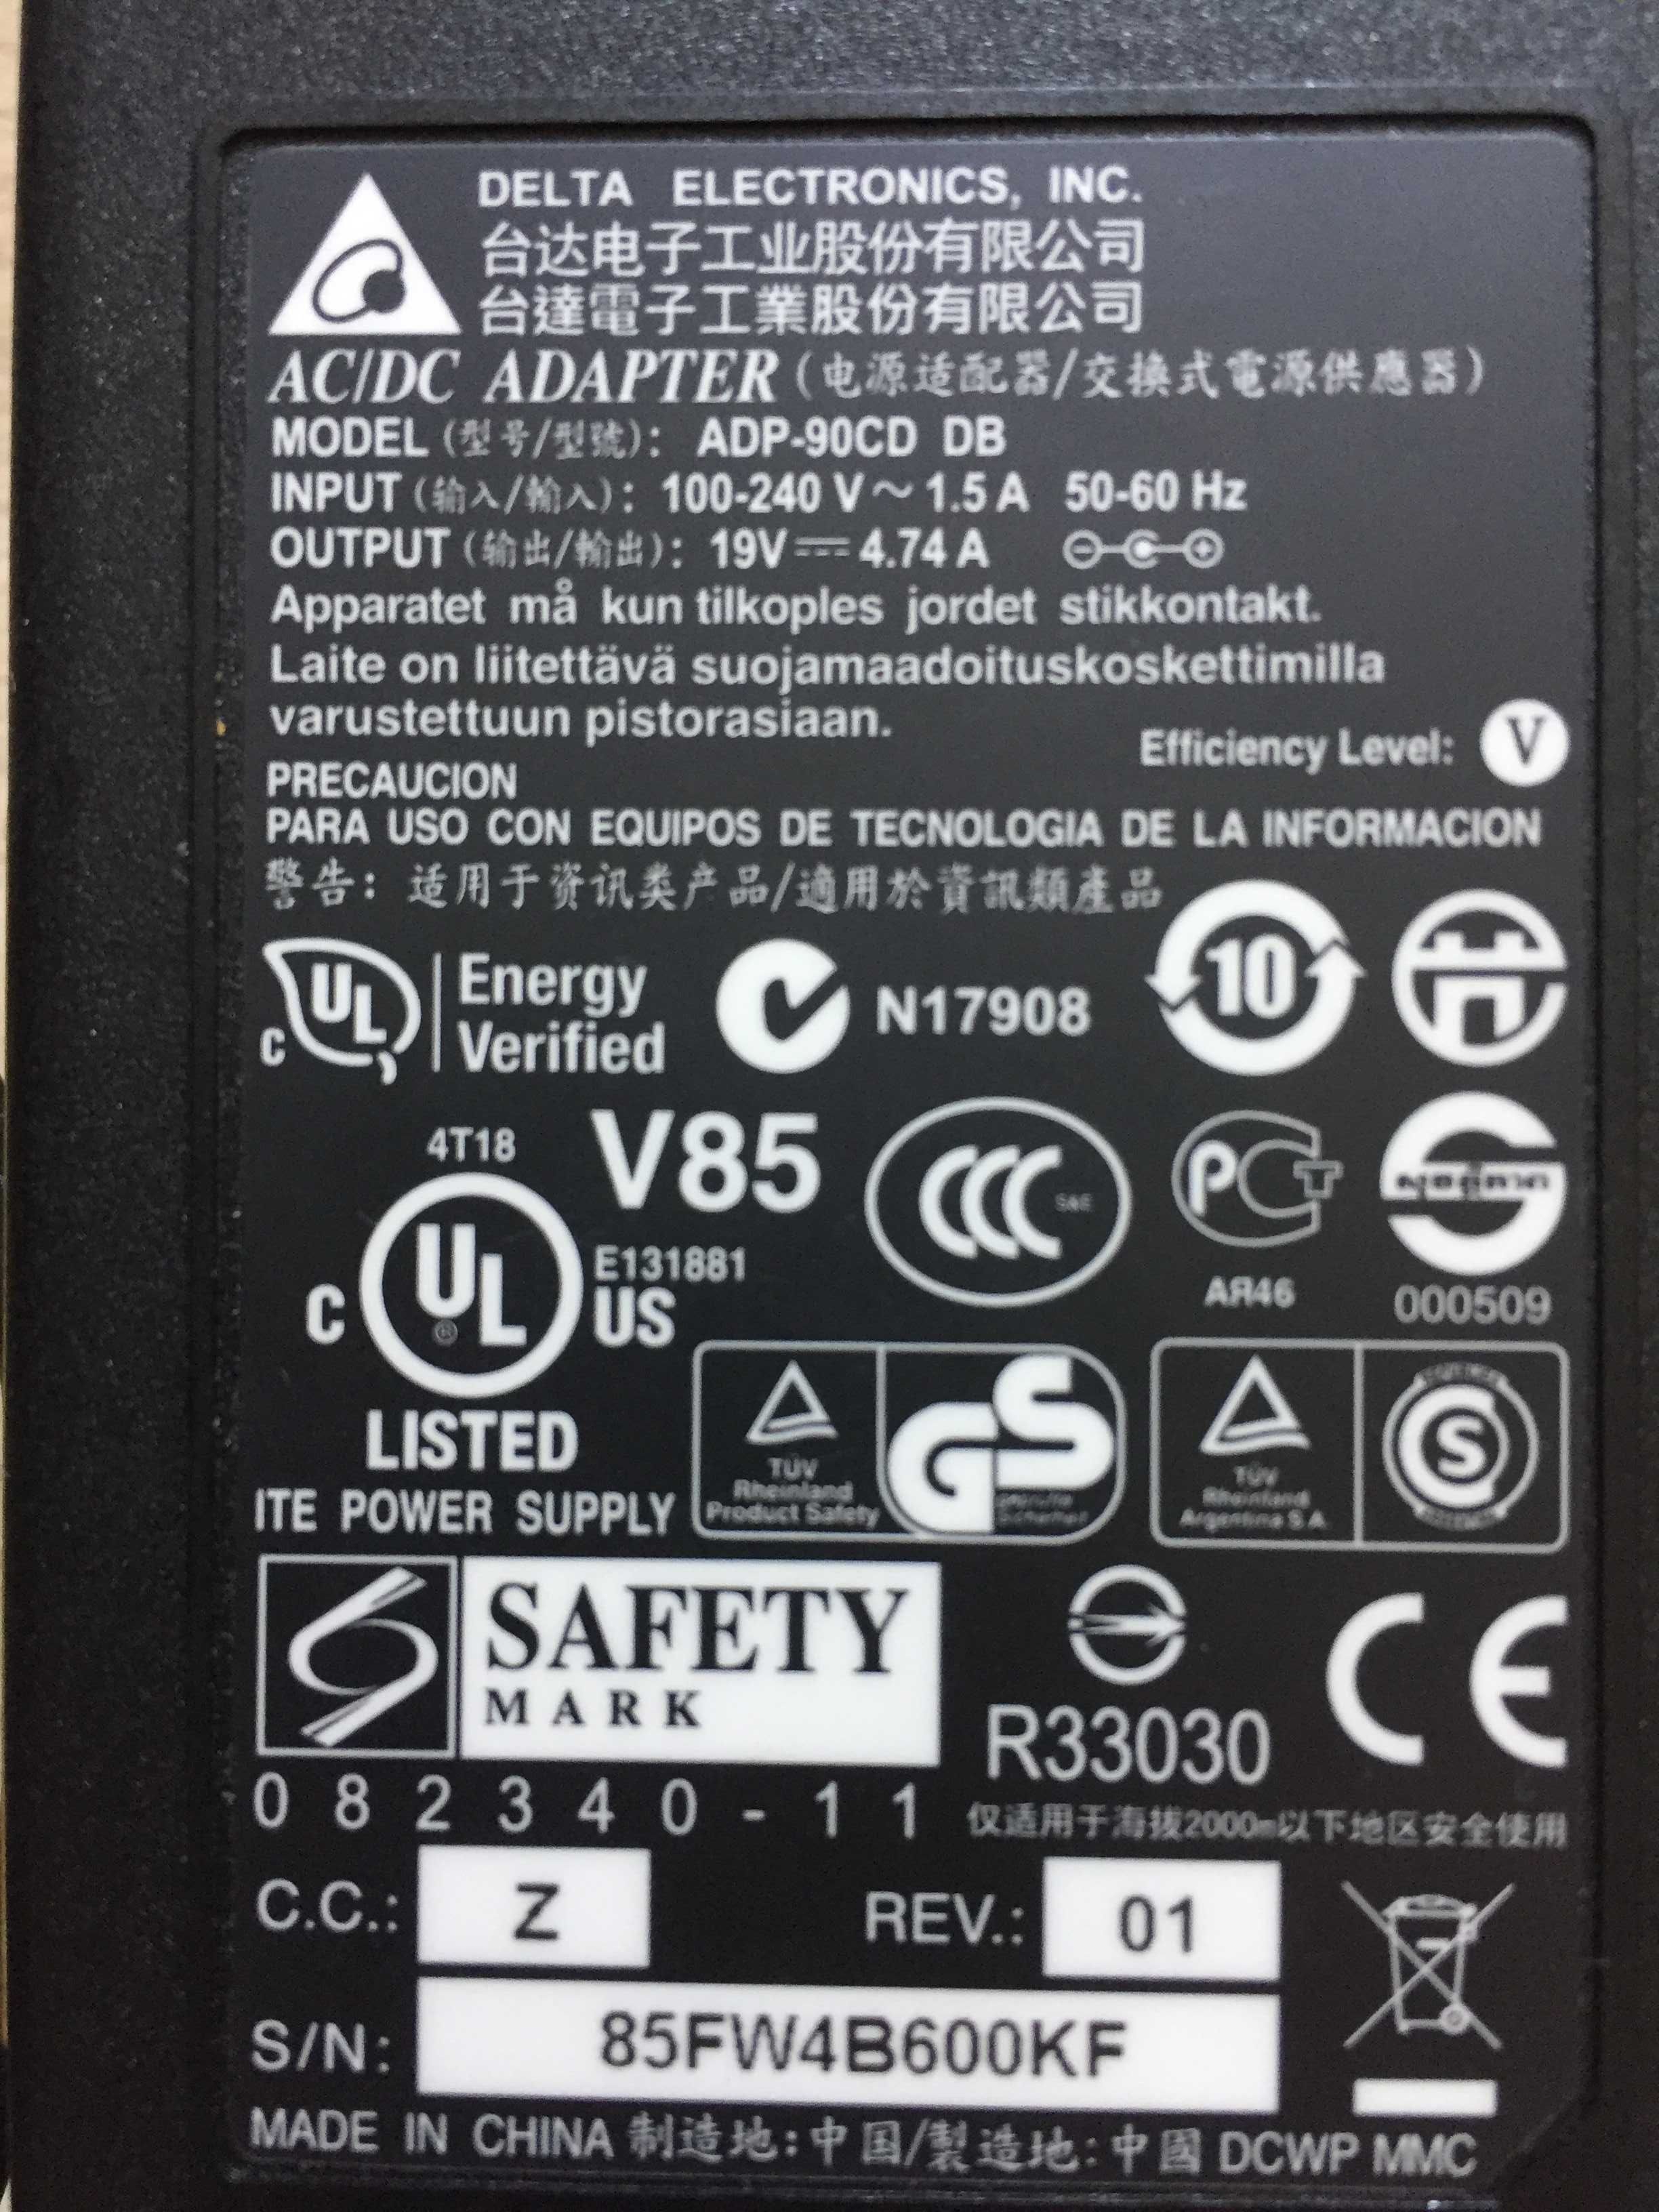 DELTA ELECTRONICS, INC.
台达电子工业股份有限公司
台達電子工業股份有限公司
AC/DC ADAPTER (电源适配器/交換式電源供應器)
MODEL (型号/型號): ADP-90CD DB
INPUT (输入/輸入): 100-240 V ~ 1.5 A 50-60 Hz
OUTPUT (输出/輸出): 19V ⎓ 4.74 A
Apparatet må kun tilkoples jordet stikkontakt.
Laite on liitettävä suojamaadoituskoskettimilla
varustettuun pistorasiaan.
Efficiency Level: V
PRECAUCION
PARA USO CON EQUIPOS DE TECNOLOGIA DE LA INFORMACION
警告: 适用于资讯类产品/適用於資訊類產品
c UL Energy Verified
N17908
10
4T18
V85
CCC S&E
PCT
АЯ46
000509
C UL ® US
E131881
LISTED
ITE POWER SUPPLY
TÜV
Rheinland
Product Safety
GS
TÜV
Rheinland
Argentina S.A.
S
SAFETY
MARK
R33030
CE
082340-11
仅适用于海拔2000m以下地区安全使用
C.C.: Z
REV.: 01
S/N: 85FW4B600KF
MADE IN CHINA 制造地:中国/製造地:中國 DCWP MMC